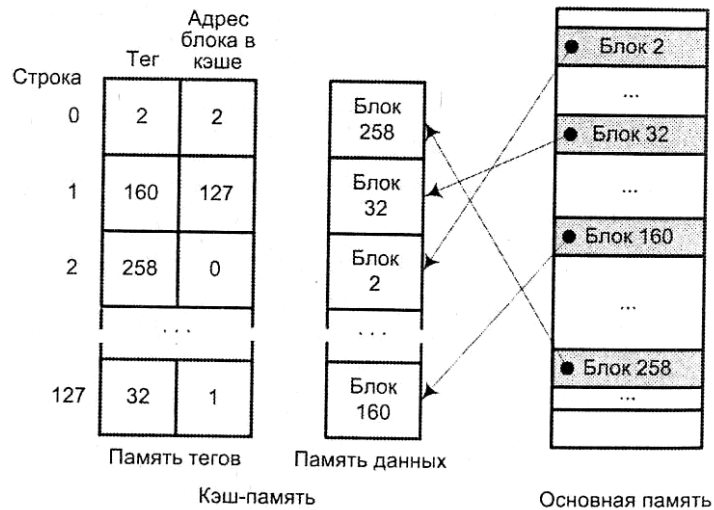 Адрес
блока в
кэше
Тег
Строка
0
2
2
1
160
127
2
258
0
. . .
127
32
1
Память тегов
Блок
258
Блок
32
Блок
2
. . .
Блок
160
Память данных
Кэш-память
Блок 2
...
Блок 32
...
Блок 160
...
Блок 258
...
Основная память